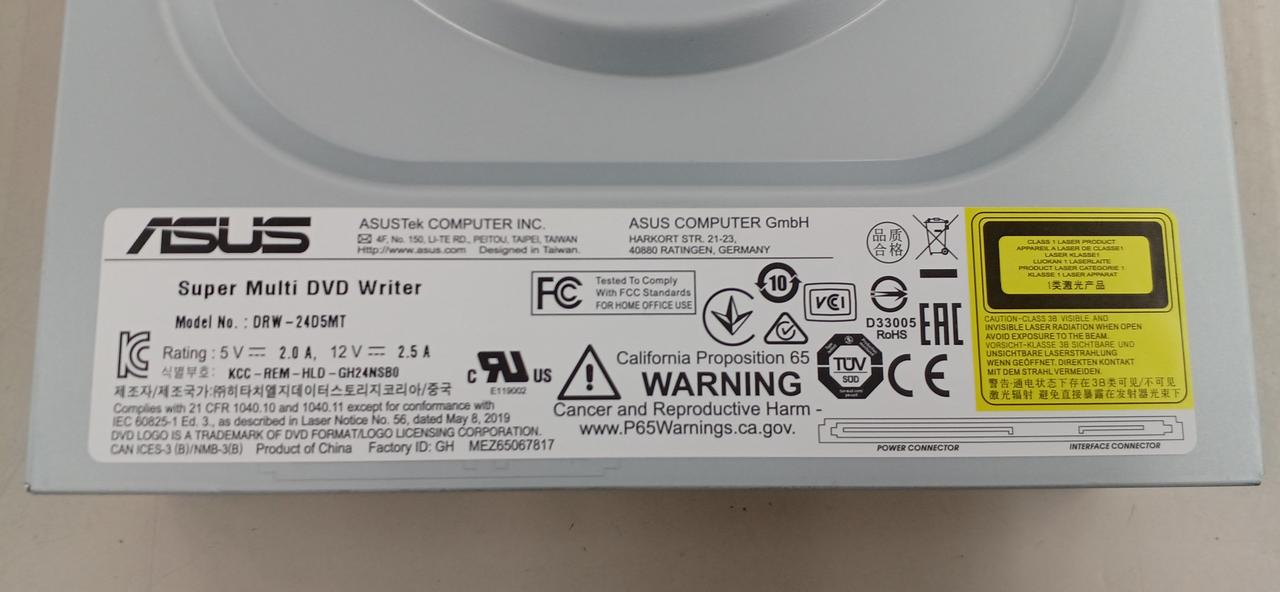 ASUS
ASUSTek COMPUTER INC.
4F, No. 150, LI-TE RD., PEITOU, TAIPEI, TAIWAN
Http://www.asus.com Designed in Taiwan.
ASUS COMPUTER GmbH
HARKORT STR. 21-23,
40880 RATINGEN, GERMANY
品质
合格
Super Multi DVD Writer
Model No. : DRW-24D5MT
Rating : 5 V 2.0 A, 12 V 2.5 A
식별부호: KCC-REM-HLD-GH24NSB0
제조자/제조국가:㈜히타치엘지데이터스토리지코리아/중국
Complies with 21 CFR 1040.10 and 1040.11 except for conformance with
IEC 60825-1 Ed. 3., as described in Laser Notice No. 56, dated May 8, 2019
DVD LOGO IS A TRADEMARK OF DVD FORMAT/LOGO LICENSING CORPORATION.
CAN ICES-3 (B)/NMB-3(B) Product of China Factory ID: GH MEZ65067817
FC
Tested To Comply
With FCC Standards
FOR HOME OFFICE USE
10
VCCI
D33005
RoHS
EAC
c RU US
E119002
California Proposition 65
WARNING
Cancer and Reproductive Harm -
www.P65Warnings.ca.gov.
TÜV
SÜD
CE
POWER CONNECTOR
INTERFACE CONNECTOR
CLASS 1 LASER PRODUCT
APPAREIL A LASER DE CLASSE1
LASER KLASSE1
LUOKAN 1 LASERLAITE
PRODUCT LASER CATEGORIE 1
KLASSE 1 LASER APPARAT
1类激光产品
CAUTION-CLASS 3B VISIBLE AND
INVISIBLE LASER RADIATION WHEN OPEN
AVOID EXPOSURE TO THE BEAM.
VORSICHT-KLASSE 3B SICHTBARE UND
UNSICHTBARE LASERSTRAHLUNG
WENN GEÖFFNET. DIREKTEN KONTAKT
MIT DEM STRAHL VERMEIDEN.
警告-通电状态下存在3B类可见/不可见
激光辐射 避免直接暴露在发射器光束下